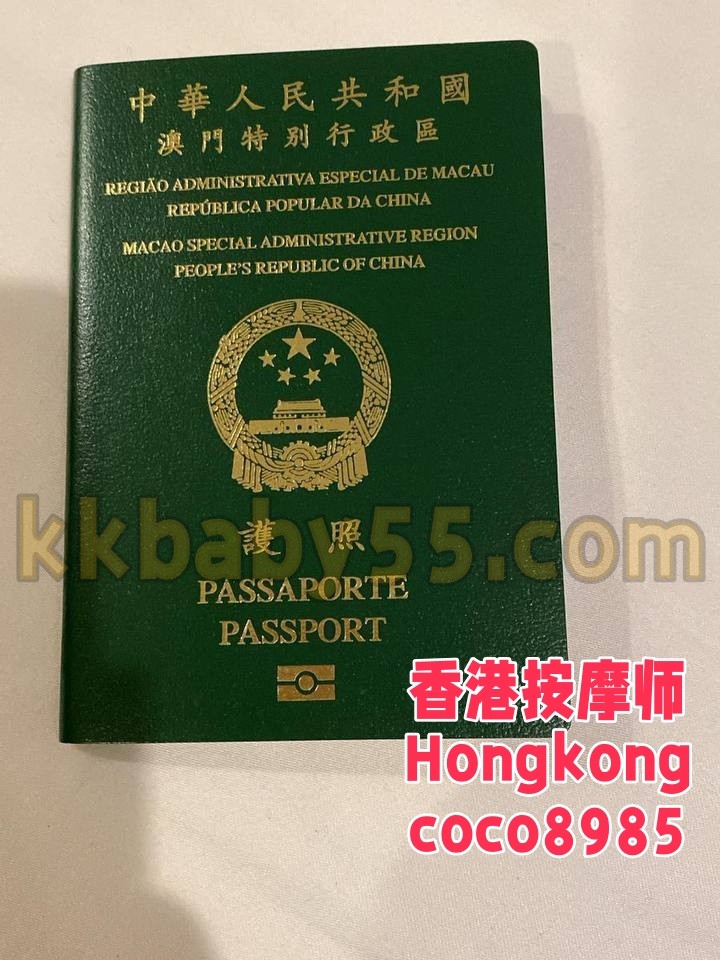 中華人民共和國
澳門特別行政區
REGIÃO ADMINISTRATIVA ESPECIAL DE MACAU
REPÚBLICA POPULAR DA CHINA
MACAO SPECIAL ADMINISTRATIVE REGION
PEOPLE'S REPUBLIC OF CHINA
kkbaby55.com
護照
PASSAPORTE
PASSPORT
香港按摩师
Hongkong
coco8985